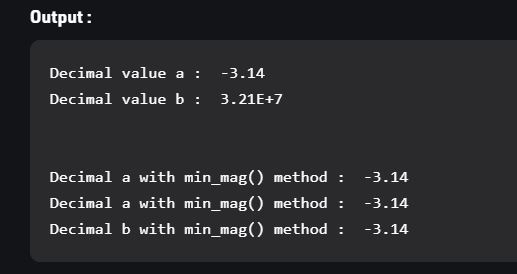 Output :
Decimal value a :  -3.14
Decimal value b :  3.21E+7
Decimal a with min_mag() method :  -3.14
Decimal a with min_mag() method :  -3.14
Decimal b with min_mag() method :  -3.14